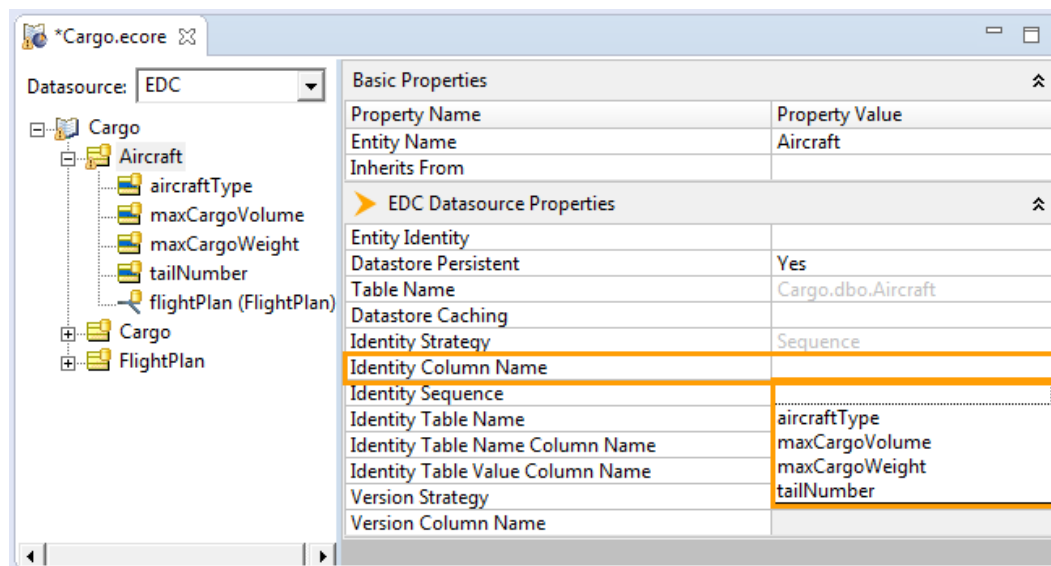 *Cargo.ecore
Datasource: EDC
Cargo
Aircraft
aircraftType
maxCargoVolume
maxCargoWeight
tailNumber
flightPlan (FlightPlan)
Cargo
FlightPlan
Basic Properties
Property Name Property Value
Entity Name Aircraft
Inherits From
EDC Datasource Properties
Entity Identity
Datastore Persistent Yes
Table Name Cargo.dbo.Aircraft
Datastore Caching
Identity Strategy Sequence
Identity Column Name
Identity Sequence
Identity Table Name
Identity Table Name Column Name
Identity Table Value Column Name
Version Strategy
Version Column Name
aircraftType
maxCargoVolume
maxCargoWeight
tailNumber